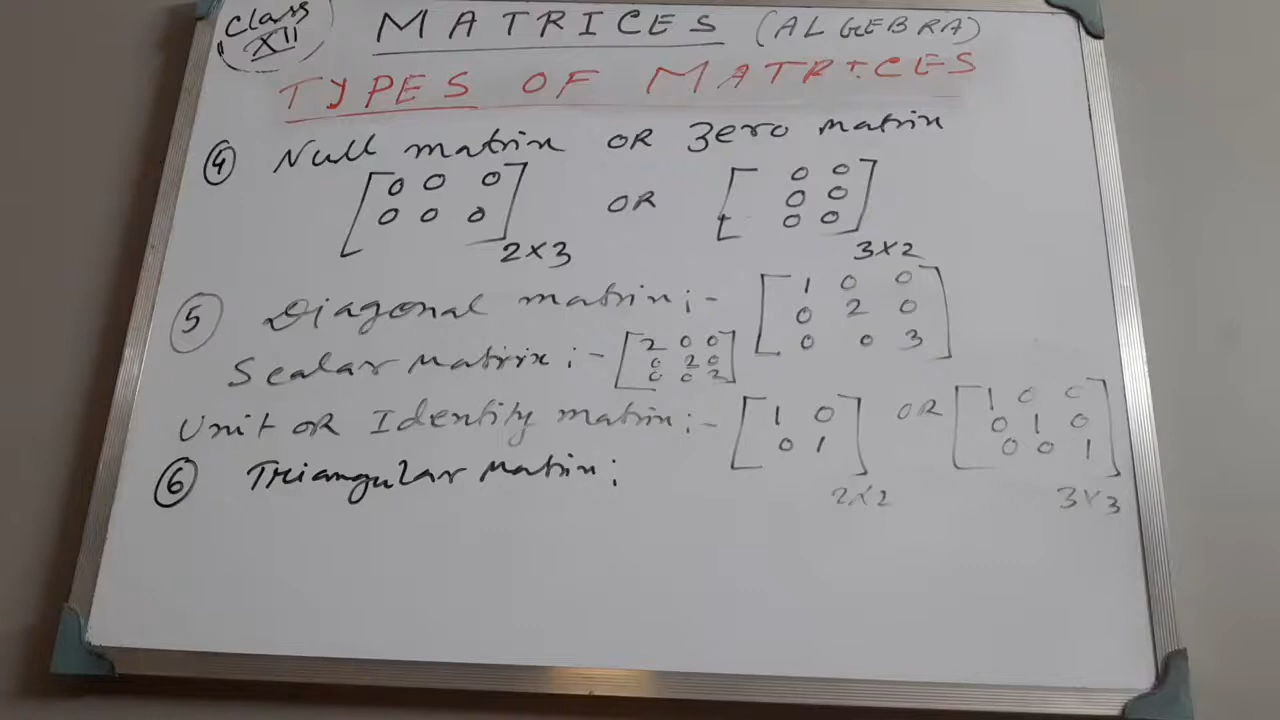 Class XII
MATRICES (ALGEBRA)
TYPES OF MATRICES
④ Null matrix OR Zero matrix
[0 0 0
0 0 0] 2×3 OR [0 0
0 0
0 0] 3×2
⑤ Diagonal matrix :- [1 0 0
0 2 0
0 0 3]
Scalar Matrix :- [2 0 0
0 2 0
0 0 2]
Unit OR Identity matrix :- [1 0
0 1] 2×2 OR [1 0 0
0 1 0
0 0 1] 3×3
⑥ Triangular Matrix :